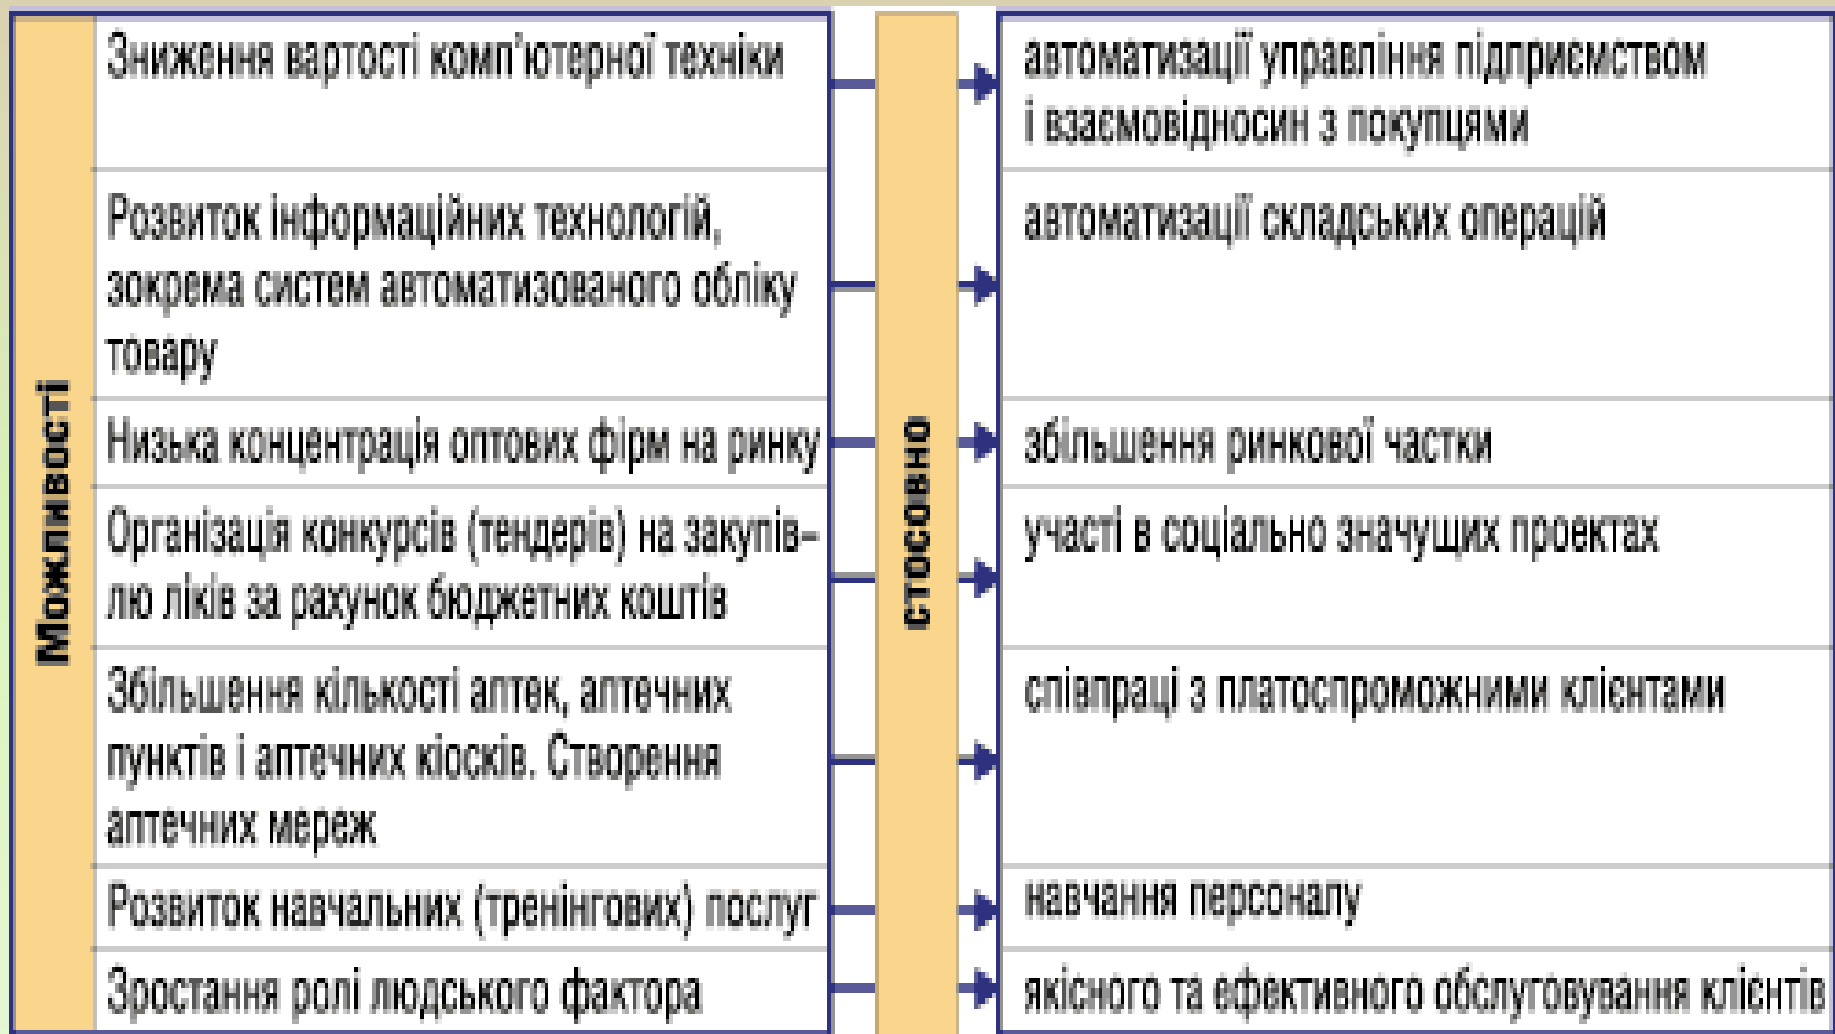 Можливості
Зниження вартості комп'ютерної техніки
Розвиток інформаційних технологій,
зокрема систем автоматизованого обліку
товару
Низька концентрація оптових фірм на ринку
Організація конкурсів (тендерів) на закупів-
лю ліків за рахунок бюджетних коштів
Збільшення кількості аптек, аптечних
пунктів і аптечних кіосків. Створення
аптечних мереж
Розвиток навчальних (тренінгових) послуг
Зростання ролі людського фактора
стосовно
автоматизації управління підприємством
і взаємовідносин з покупцями
автоматизації складських операцій
збільшення ринкової частки
участі в соціально значущих проектах
співпраці з платоспроможними клієнтами
навчання персоналу
якісного та ефективного обслуговування клієнтів